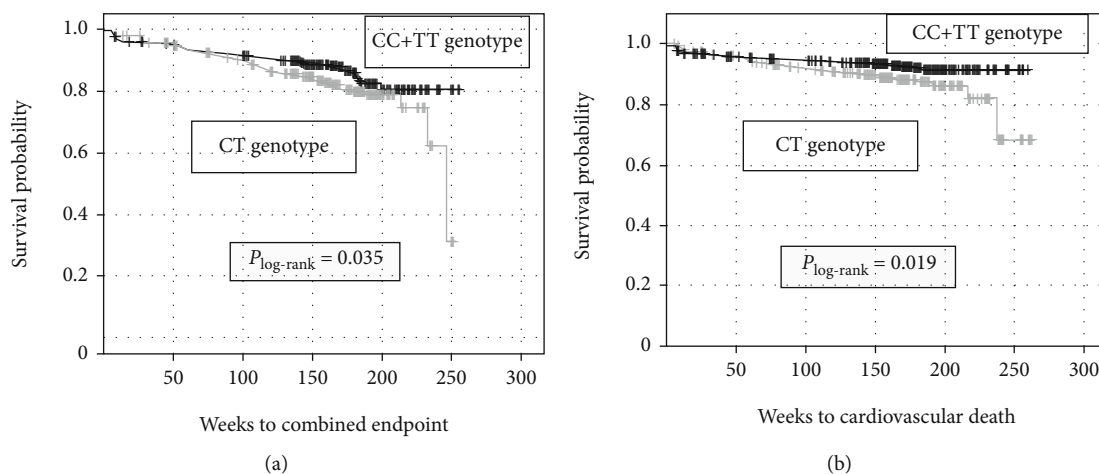 1.0
0.8
0.6
0.4
0.2
0
Survival probability
CC+TT genotype
CT genotype
P log-rank = 0.035
50 100 150 200 250 300
Weeks to combined endpoint
(a)
1.0
0.8
0.6
0.4
0.2
0
Survival probability
CC+TT genotype
CT genotype
P log-rank = 0.019
50 100 150 200 250 300
Weeks to cardiovascular death
(b)